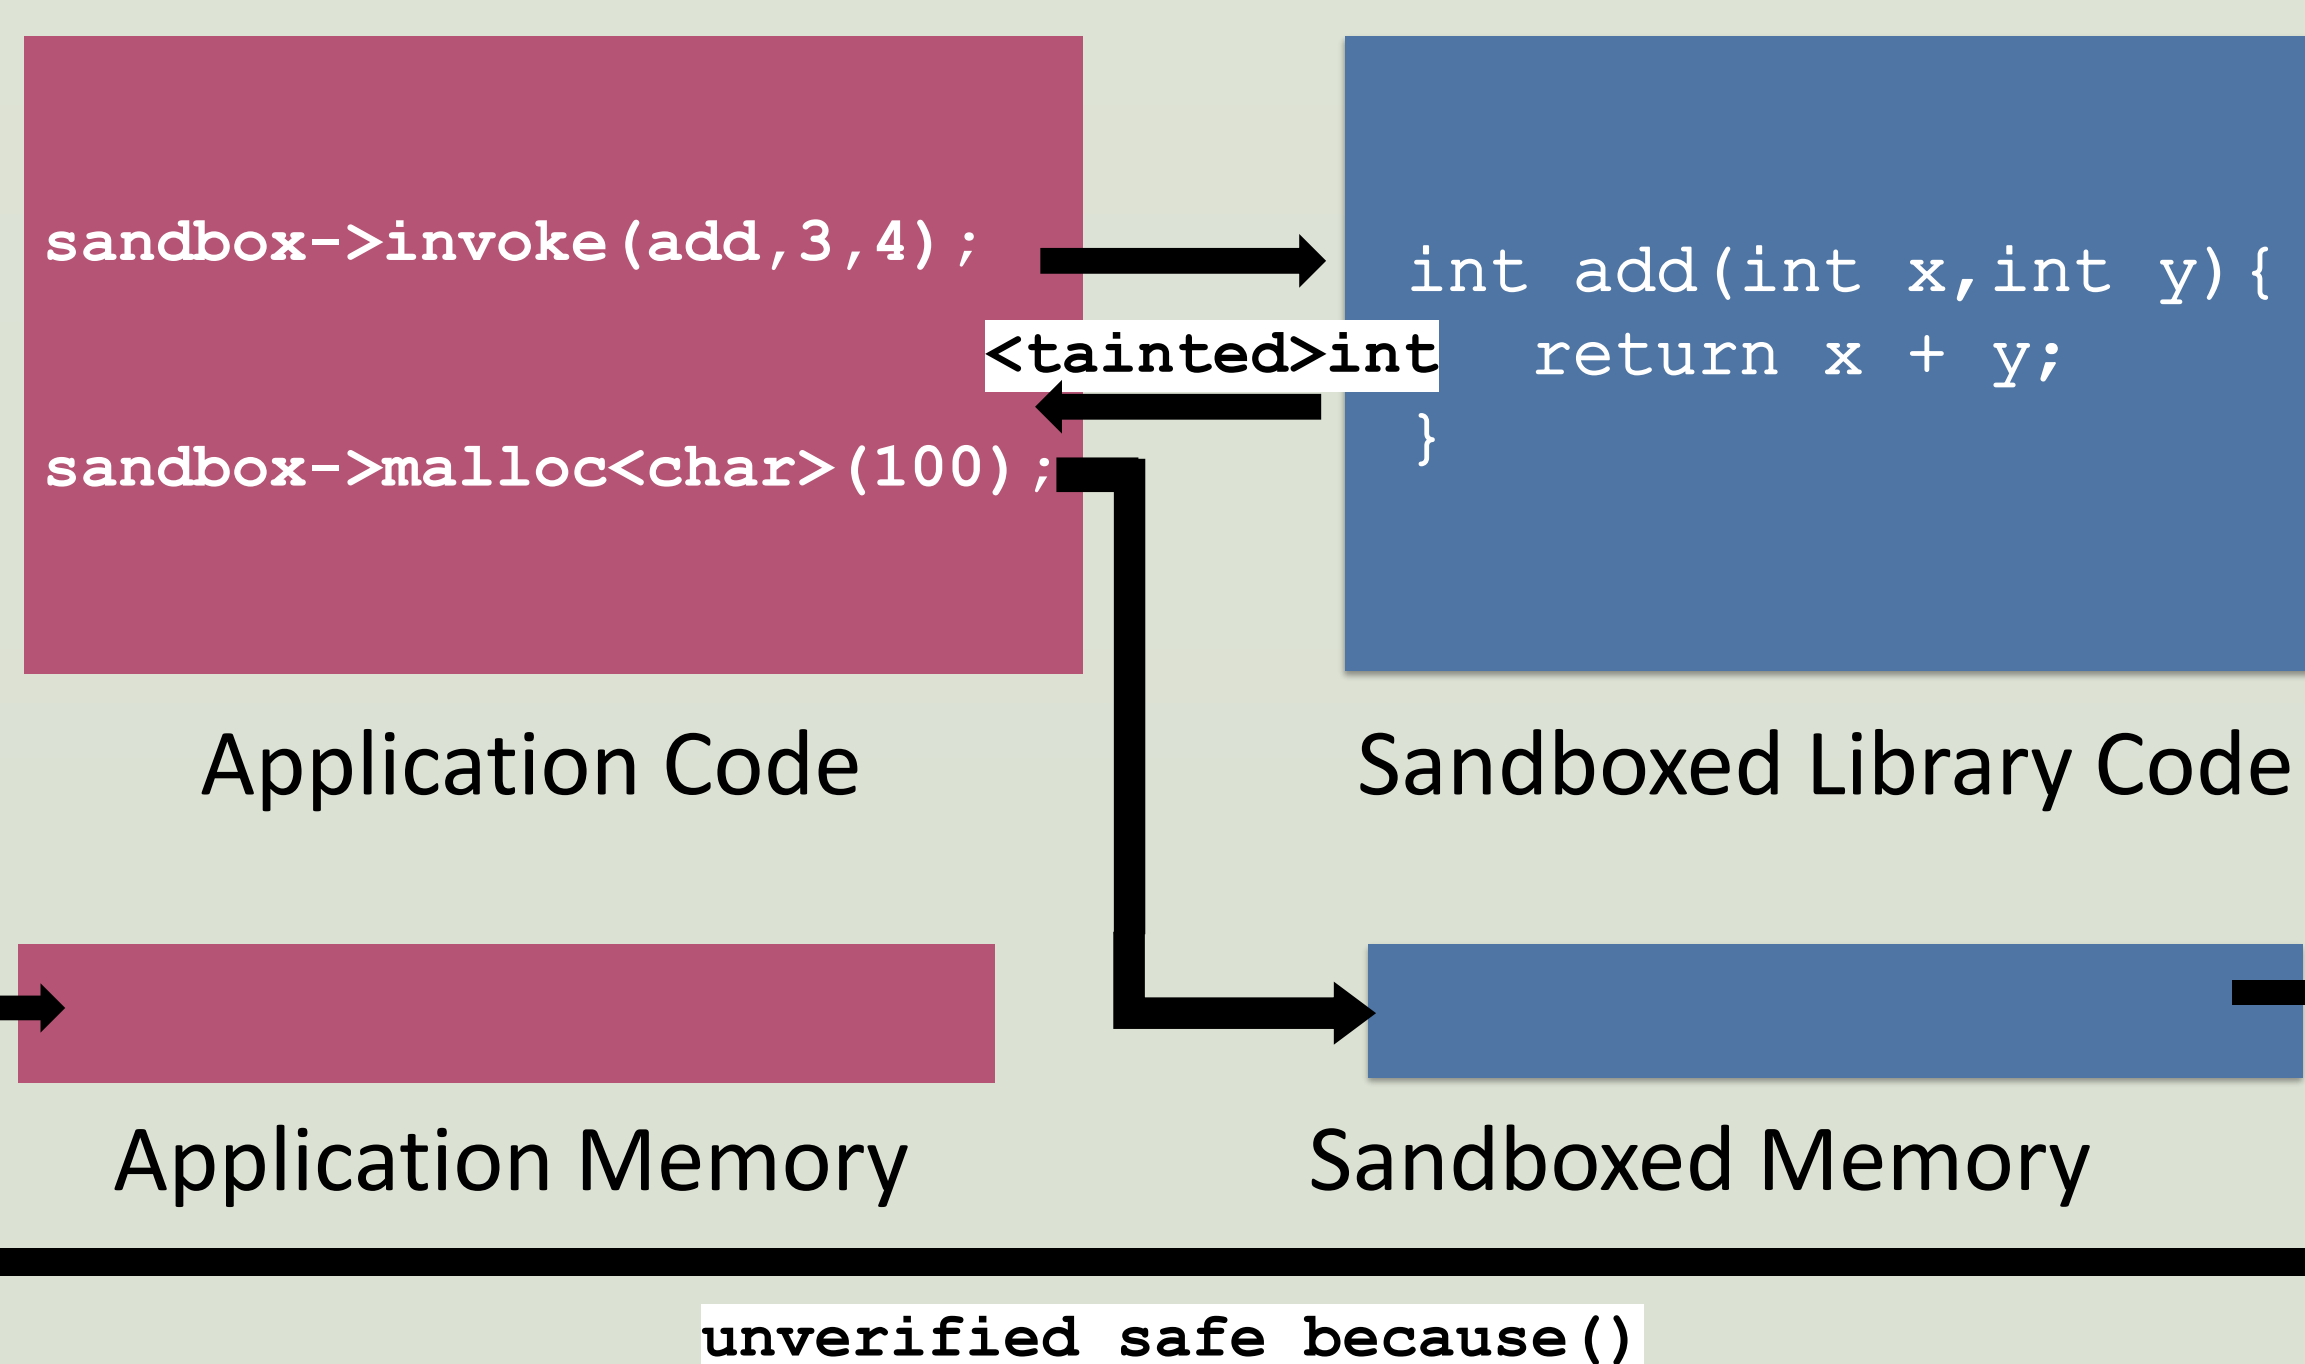 sandbox->invoke(add,3,4);
int add(int x,int y){
<tainted>int
return x + y;
}
sandbox->malloc<char>(100);
Application Code
Sandboxed Library Code
Application Memory
Sandboxed Memory
unverified safe because()